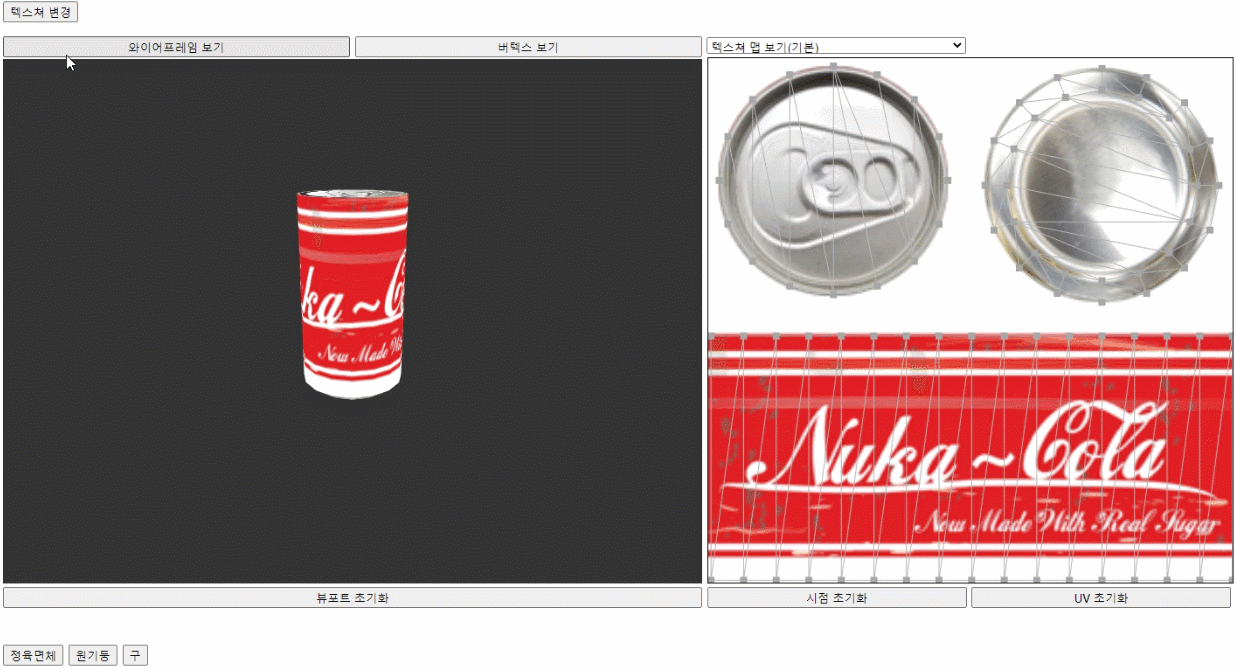 텍스쳐 변경
와이어프레임 보기
버텍스 보기
텍스쳐 맵 보기(기본)
ka ~ Co
Now Made Wi
Nuka ~ Cola
Now Made With Real Sugar
뷰포트 초기화
시점 초기화
UV 초기화
정육면체
원기둥
구